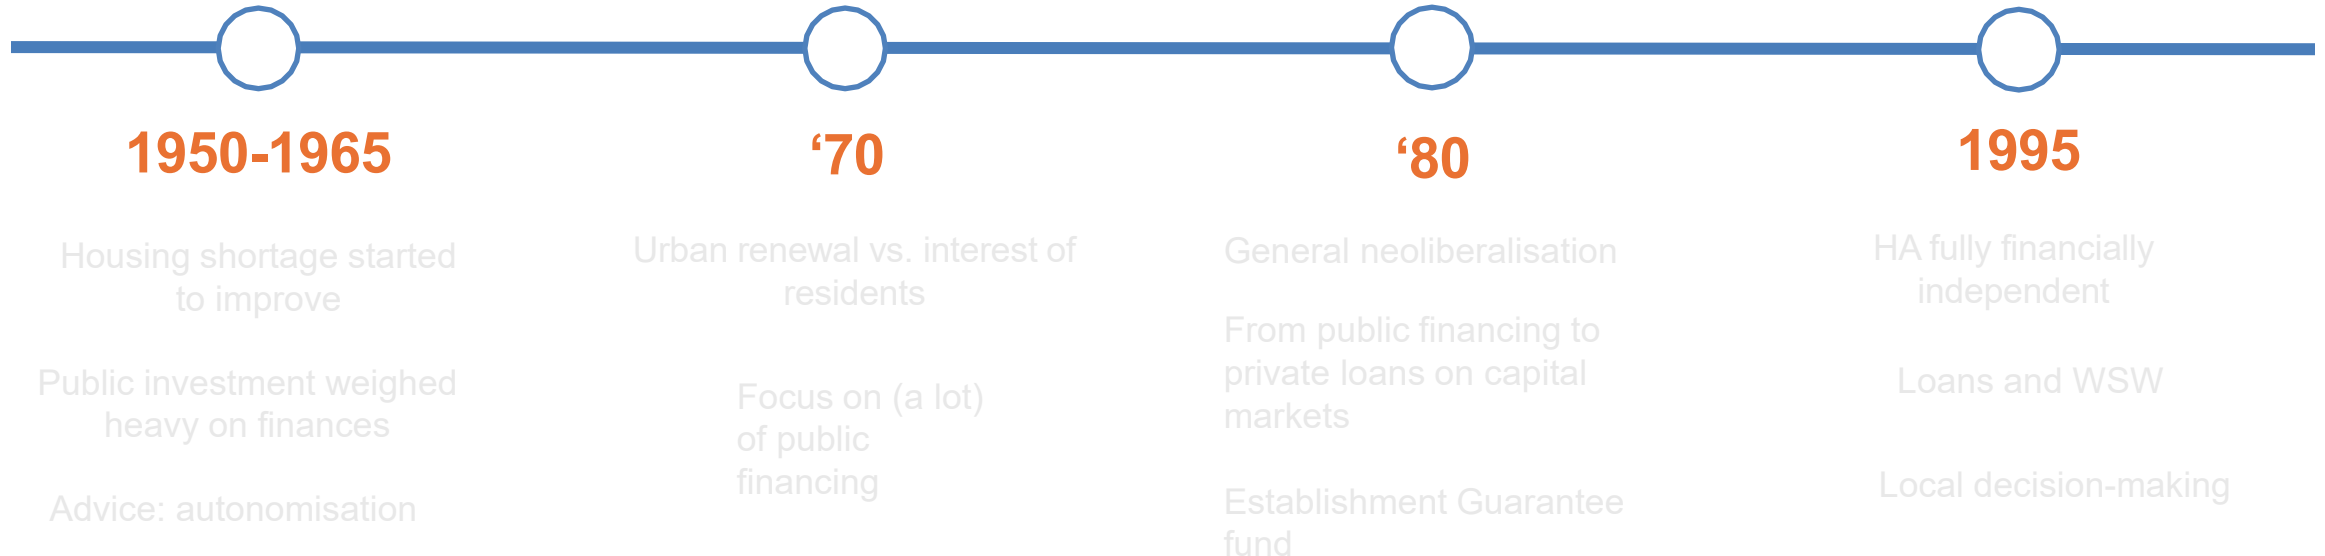 1950-1965
Housing shortage started
to improve
Public investment weighed
heavy on finances
Advice: autonomisation
‘70
Urban renewal vs. interest of
residents
Focus on (a lot)
of public
financing
‘80
General neoliberalisation
From public financing to
private loans on capital
markets
Establishment Guarantee
fund
1995
HA fully financially
independent
Loans and WSW
Local decision-making